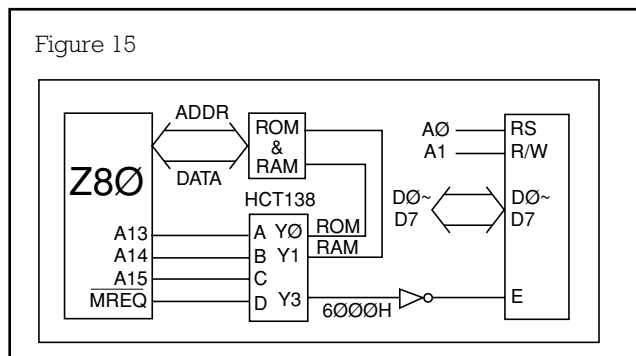 Figure 15
ADDR
DATA
Z8Ø
ROM
&
RAM
HCT138
A13
A14
A15
MREQ
A YØ
B Y1
C
D Y3
ROM
RAM
6ØØØH
AØ
A1
DØ~
D7
RS
R/W
DØ~
D7
E